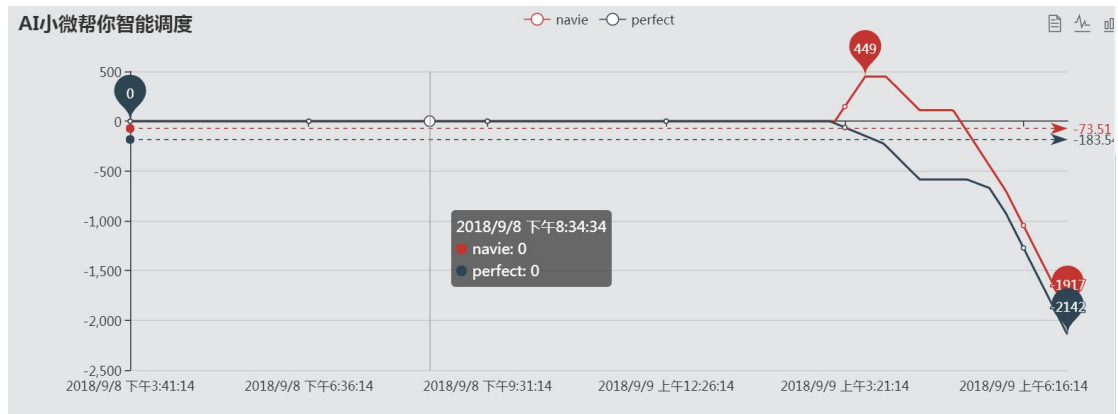 AI小微帮你智能调度
navie
perfect
449
0
500
0
-500
-1,000
-1,500
-2,000
-2,500
-73.51
-183.54
2018/9/8 下午8:34:34
navie: 0
perfect: 0
-1917
-2142
2018/9/8 下午3:41:14
2018/9/8 下午6:36:14
2018/9/8 下午9:31:14
2018/9/9 上午12:26:14
2018/9/9 上午3:21:14
2018/9/9 上午6:16:14